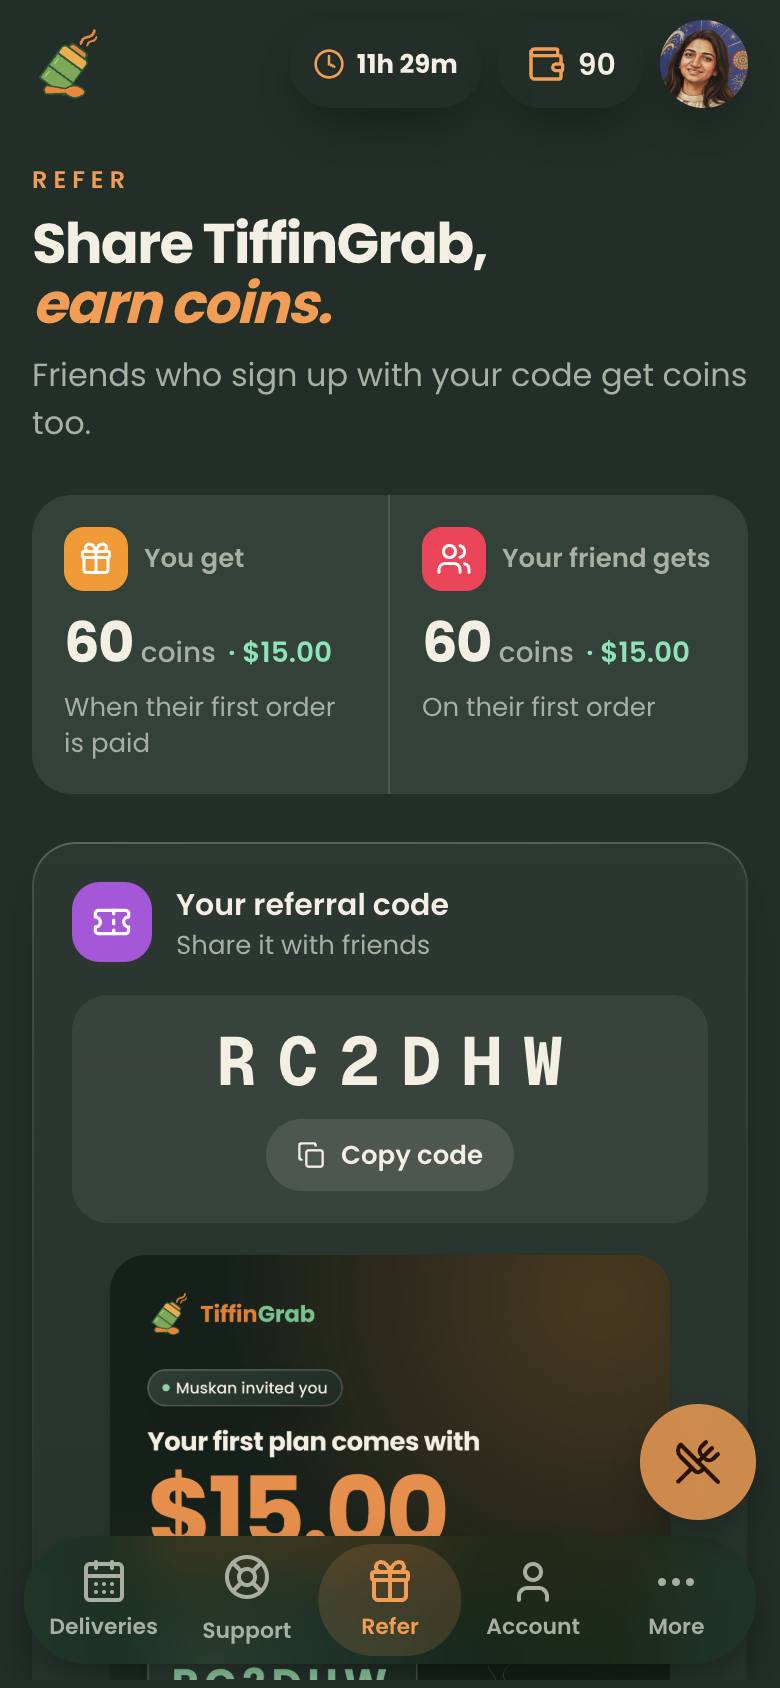 11h 29m
90
REFER
Share TiffinGrab,
earn coins.
Friends who sign up with your code get coins
too.
You get
60 coins · $15.00
When their first order
is paid
Your friend gets
60 coins · $15.00
On their first order
Your referral code
Share it with friends
RC2DHW
Copy code
TiffinGrab
Muskan invited you
Your first plan comes with
$15.00
Deliveries
Support
Refer
Account
More
RC2DHW